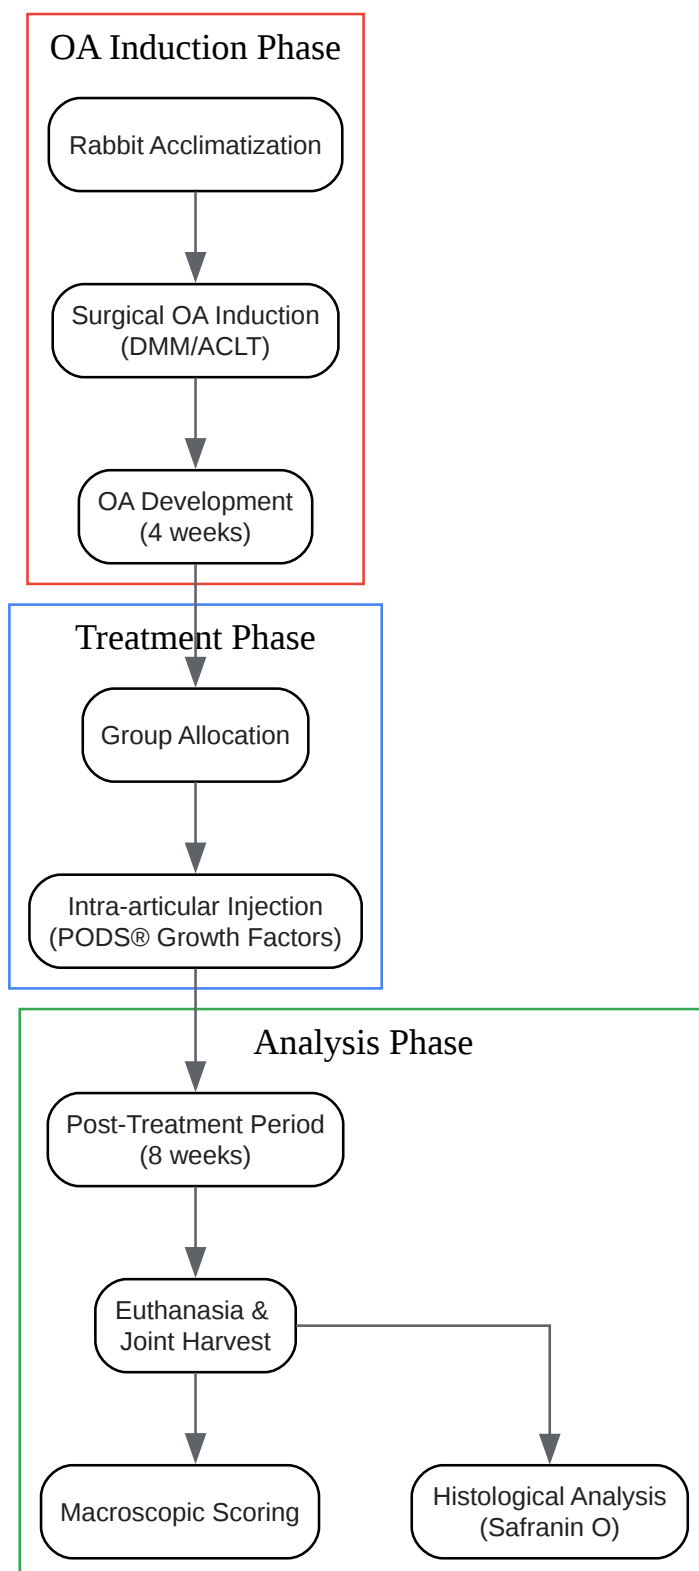 OA Induction Phase
Rabbit Acclimatization
Surgical OA Induction
(DMM/ACLT)
OA Development
(4 weeks)
Treatment Phase
Group Allocation
Intra-articular Injection
(PODS® Growth Factors)
Analysis Phase
Post-Treatment Period
(8 weeks)
Euthanasia &
Joint Harvest
Macroscopic Scoring
Histological Analysis
(Safranin O)